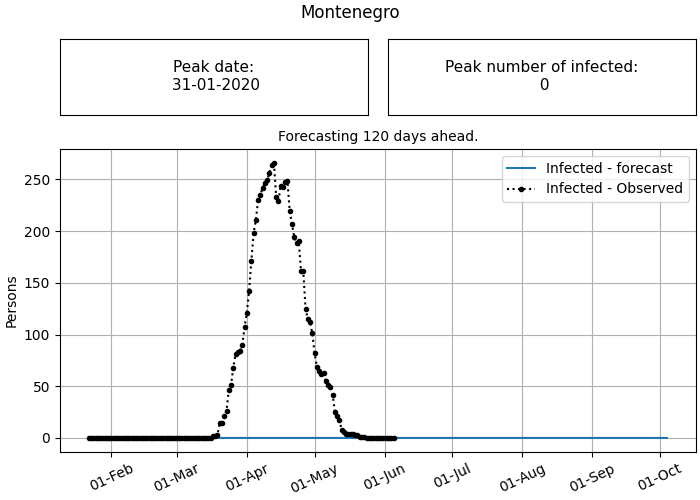 Montenegro
Peak date:
31-01-2020
Peak number of infected:
0
Forecasting 120 days ahead.
Infected - forecast
Infected - Observed
Persons
250
200
150
100
50
0
01-Feb
01-Mar
01-Apr
01-May
01-Jun
01-Jul
01-Aug
01-Sep
01-Oct